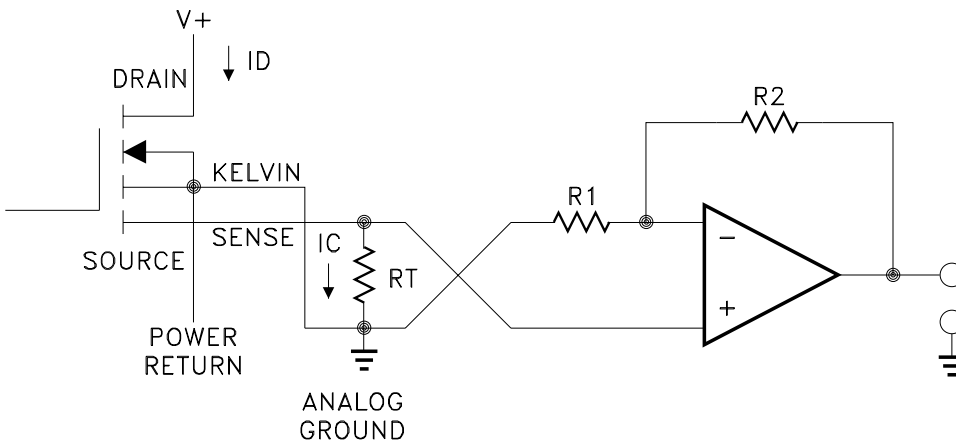 V+
ID
DRAIN
R2
KELVIN
R1
SENSE
IC
SOURCE
RT
−
+
POWER
RETURN
ANALOG
GROUND